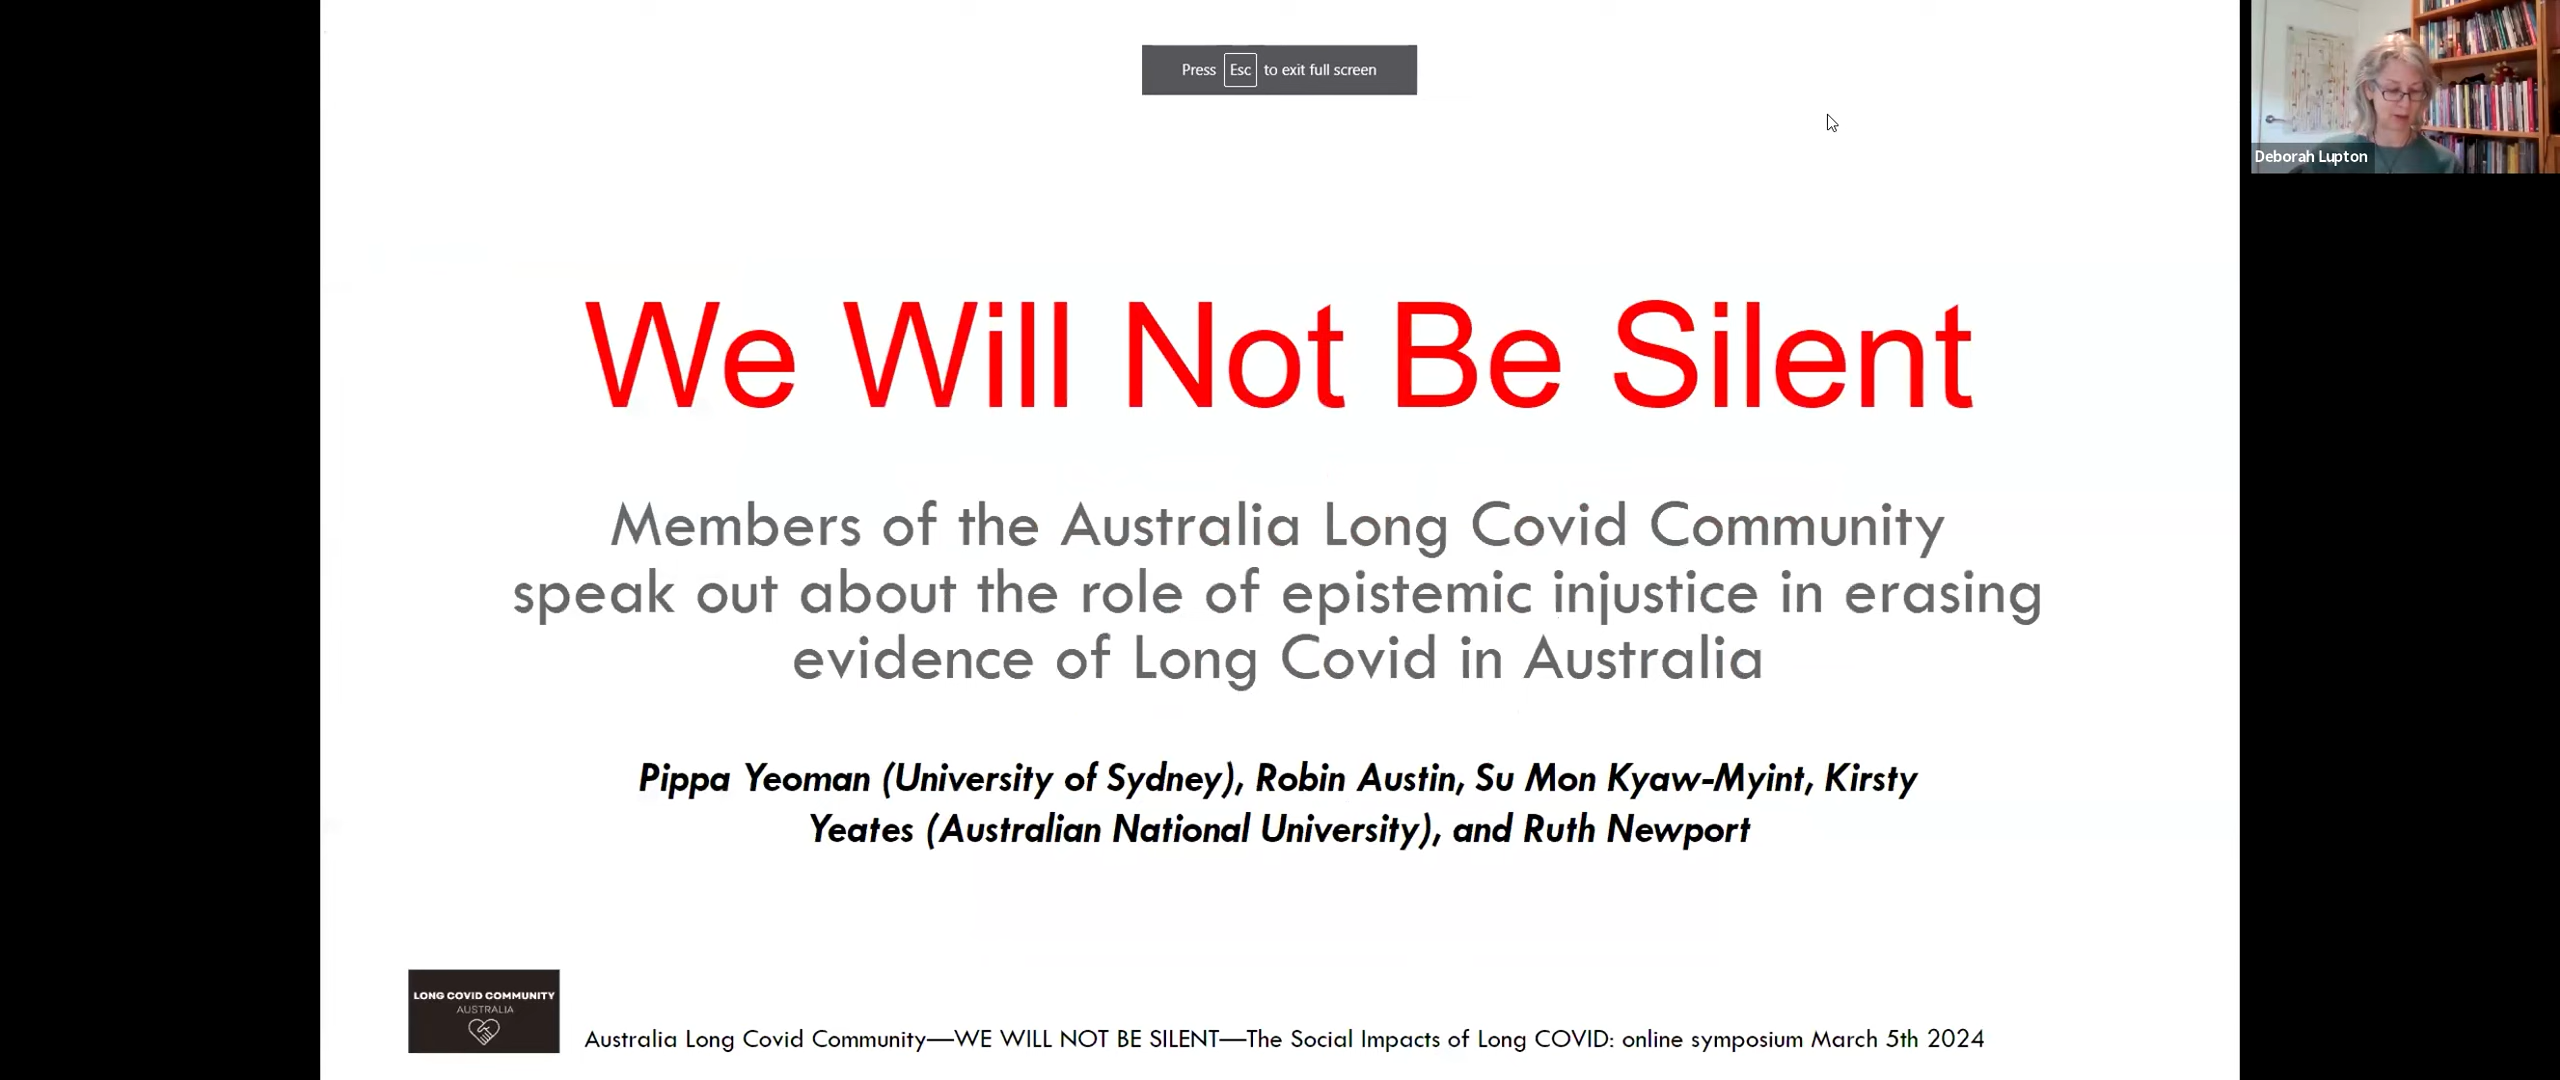 Press Esc to exit full screen
Deborah Lupton
We Will Not Be Silent
Members of the Australia Long Covid Community
speak out about the role of epistemic injustice in erasing
evidence of Long Covid in Australia
Pippa Yeoman (University of Sydney), Robin Austin, Su Mon Kyaw-Myint, Kirsty
Yeates (Australian National University), and Ruth Newport
LONG COVID COMMUNITY
AUSTRALIA
Australia Long Covid Community—WE WILL NOT BE SILENT—The Social Impacts of Long COVID: online symposium March 5th 2024